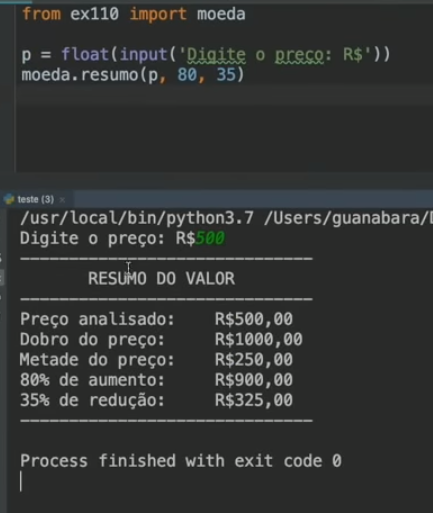 from ex110 import moeda
p = float(input('Digite o preço: R$'))
moeda.resumo(p, 80, 35)
teste (3) ×
/usr/local/bin/python3.7 /Users/guanabara/
Digite o preço: R$500
------------------------------
RESUMO DO VALOR
------------------------------
Preço analisado: R$500,00
Dobro do preço: R$1000,00
Metade do preço: R$250,00
80% de aumento: R$900,00
35% de redução: R$325,00
------------------------------
Process finished with exit code 0